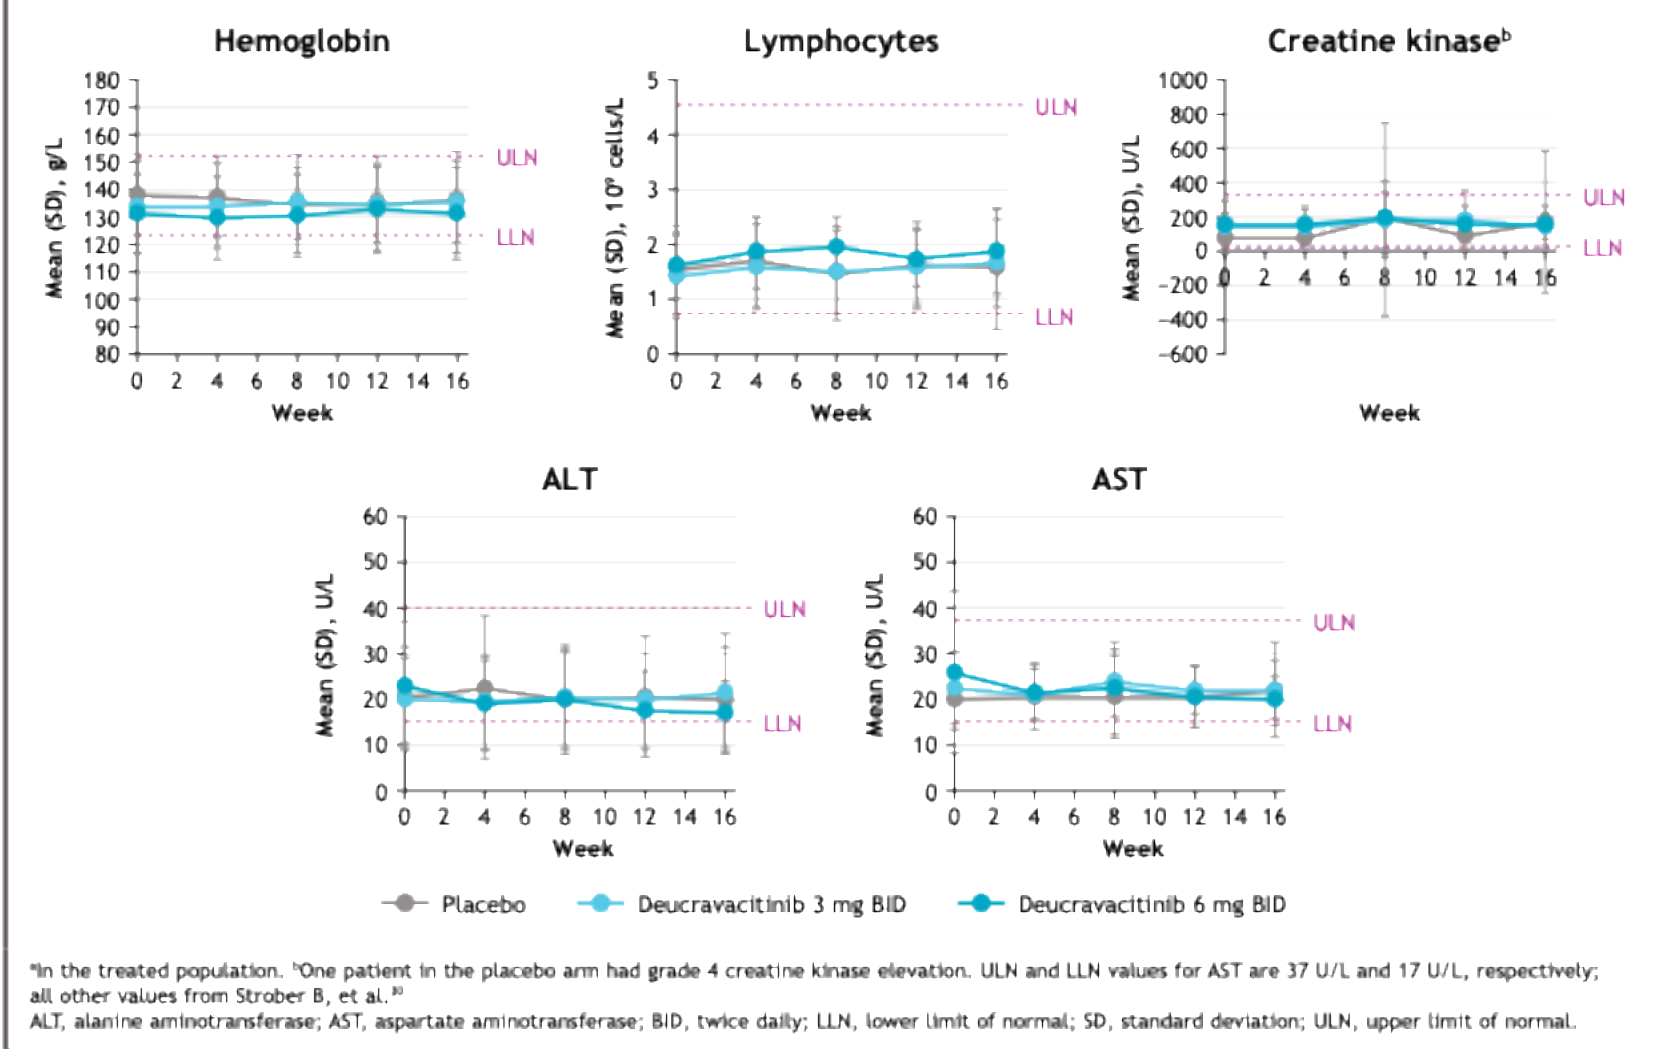 Hemoglobin
Lymphocytes
Creatine kinaseᵇ
Mean (SD), g/L
180
170
160
150
140
130
120
110
100
90
80
ULN
LLN
0 2 4 6 8 10 12 14 16
Week
Mean (SD), 10⁹ cells/L
5
4
3
2
1
0
ULN
LLN
0 2 4 6 8 10 12 14 16
Week
Mean (SD), U/L
1000
800
600
400
200
0
−200
−400
−600
ULN
LLN
0 2 4 6 8 10 12 14 16
Week
ALT
AST
Mean (SD), U/L
60
50
40
30
20
10
0
ULN
LLN
0 2 4 6 8 10 12 14 16
Week
Mean (SD), U/L
60
50
40
30
20
10
0
ULN
LLN
0 2 4 6 8 10 12 14 16
Week
Placebo Deucravacitinib 3 mg BID Deucravacitinib 6 mg BID
ᵃIn the treated population. ᵇOne patient in the placebo arm had grade 4 creatine kinase elevation. ULN and LLN values for AST are 37 U/L and 17 U/L, respectively;
all other values from Strober B, et al.³⁰
ALT, alanine aminotransferase; AST, aspartate aminotransferase; BID, twice daily; LLN, lower limit of normal; SD, standard deviation; ULN, upper limit of normal.